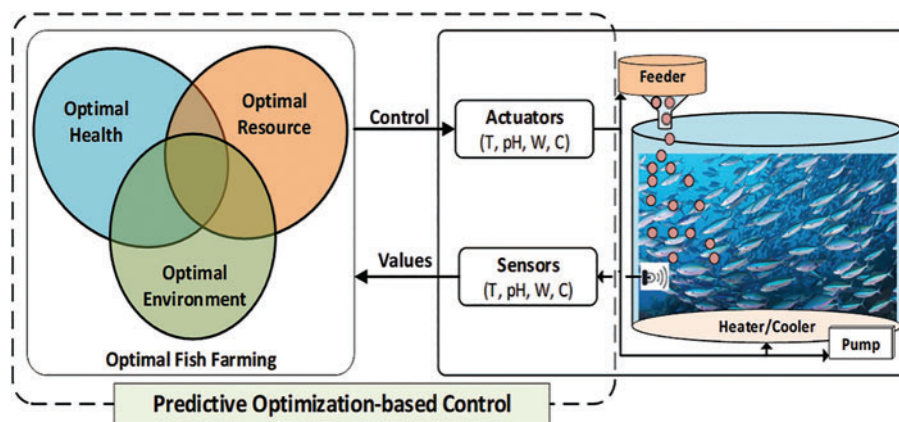 Optimal
Health
Optimal
Resource
Optimal
Environment
Optimal Fish Farming
Control
Values
Actuators
(T, pH, W, C)
Sensors
(T, pH, W, C)
Feeder
Heater/Cooler
Pump
Predictive Optimization-based Control